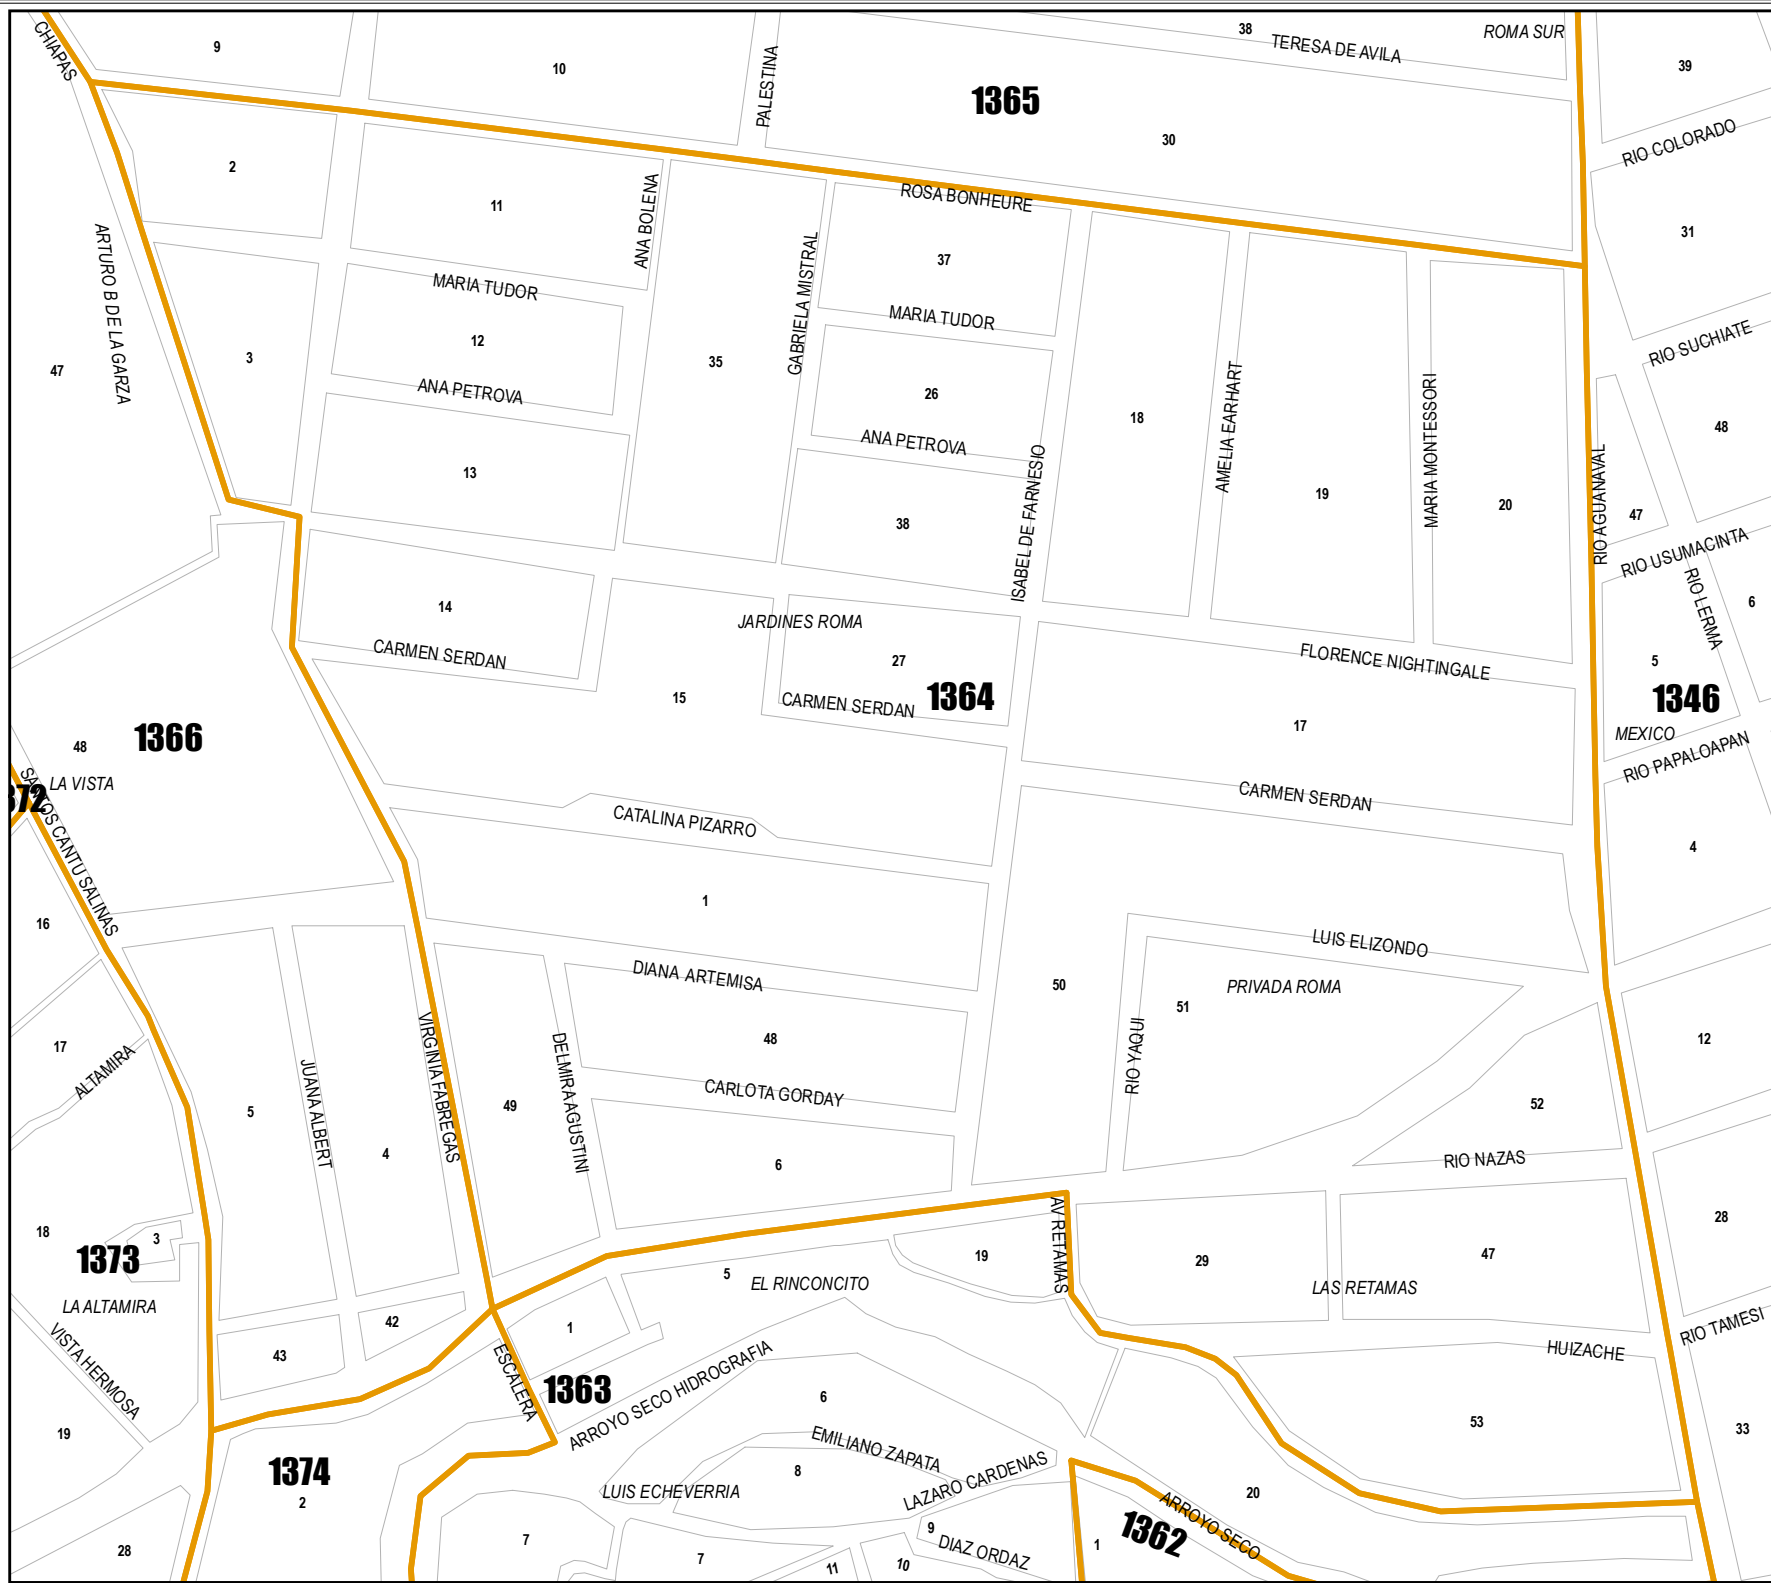 CHIAPAS
9
10
PALESTINA
38
TERESA DE AVILA
ROMA SUR
39
1365
30
RIO COLORADO
2
11
ANA BOLENA
ROSA BONHEURE
31
ARTURO B DE LA GARZA
MARIA TUDOR
GABRIELA MISTRAL
37
MARIA TUDOR
RIO SUCHIATE
47
3
12
35
ANA PETROVA
26
18
AMELIA EARHART
MARIA MONTESSORI
48
ANA PETROVA
13
38
ISABEL DE FARNESIO
19
20
RIO AGUANAVAL
47
RIO USUMACINTA
14
JARDINES ROMA
RIO LERMA
6
CARMEN SERDAN
27
FLORENCE NIGHTINGALE
5
15
CARMEN SERDAN
1364
17
1346
1366
48
MEXICO
LA VISTA
RIO PAPALOAPAN
372
SANTOS CANTU SALINAS
CATALINA PIZARRO
CARMEN SERDAN
4
16
1
LUIS ELIZONDO
DIANA ARTEMISA
50
51
PRIVADA ROMA
17
ALTAMIRA
VIRGINIA FABREGAS
DELMIRA AGUSTINI
48
RIO YAQUI
12
JUANA ALBERT
5
4
49
CARLOTA GORDAY
52
6
RIO NAZAS
18
3
1373
LA ALTAMIRA
AV RETAMAS
19
29
47
28
5
EL RINCONCITO
LAS RETAMAS
VISTA HERMOSA
43
42
1
ESCALERA
RIO TAMESI
HUIZACHE
1363
ARROYO SECO HIDROGRAFIA
6
19
53
33
EMILIANO ZAPATA
1374
2
8
LUIS ECHEVERRIA
LAZARO CARDENAS
20
ARROYO SECO
28
7
7
9
DIAZ ORDAZ
1
1362
11
10